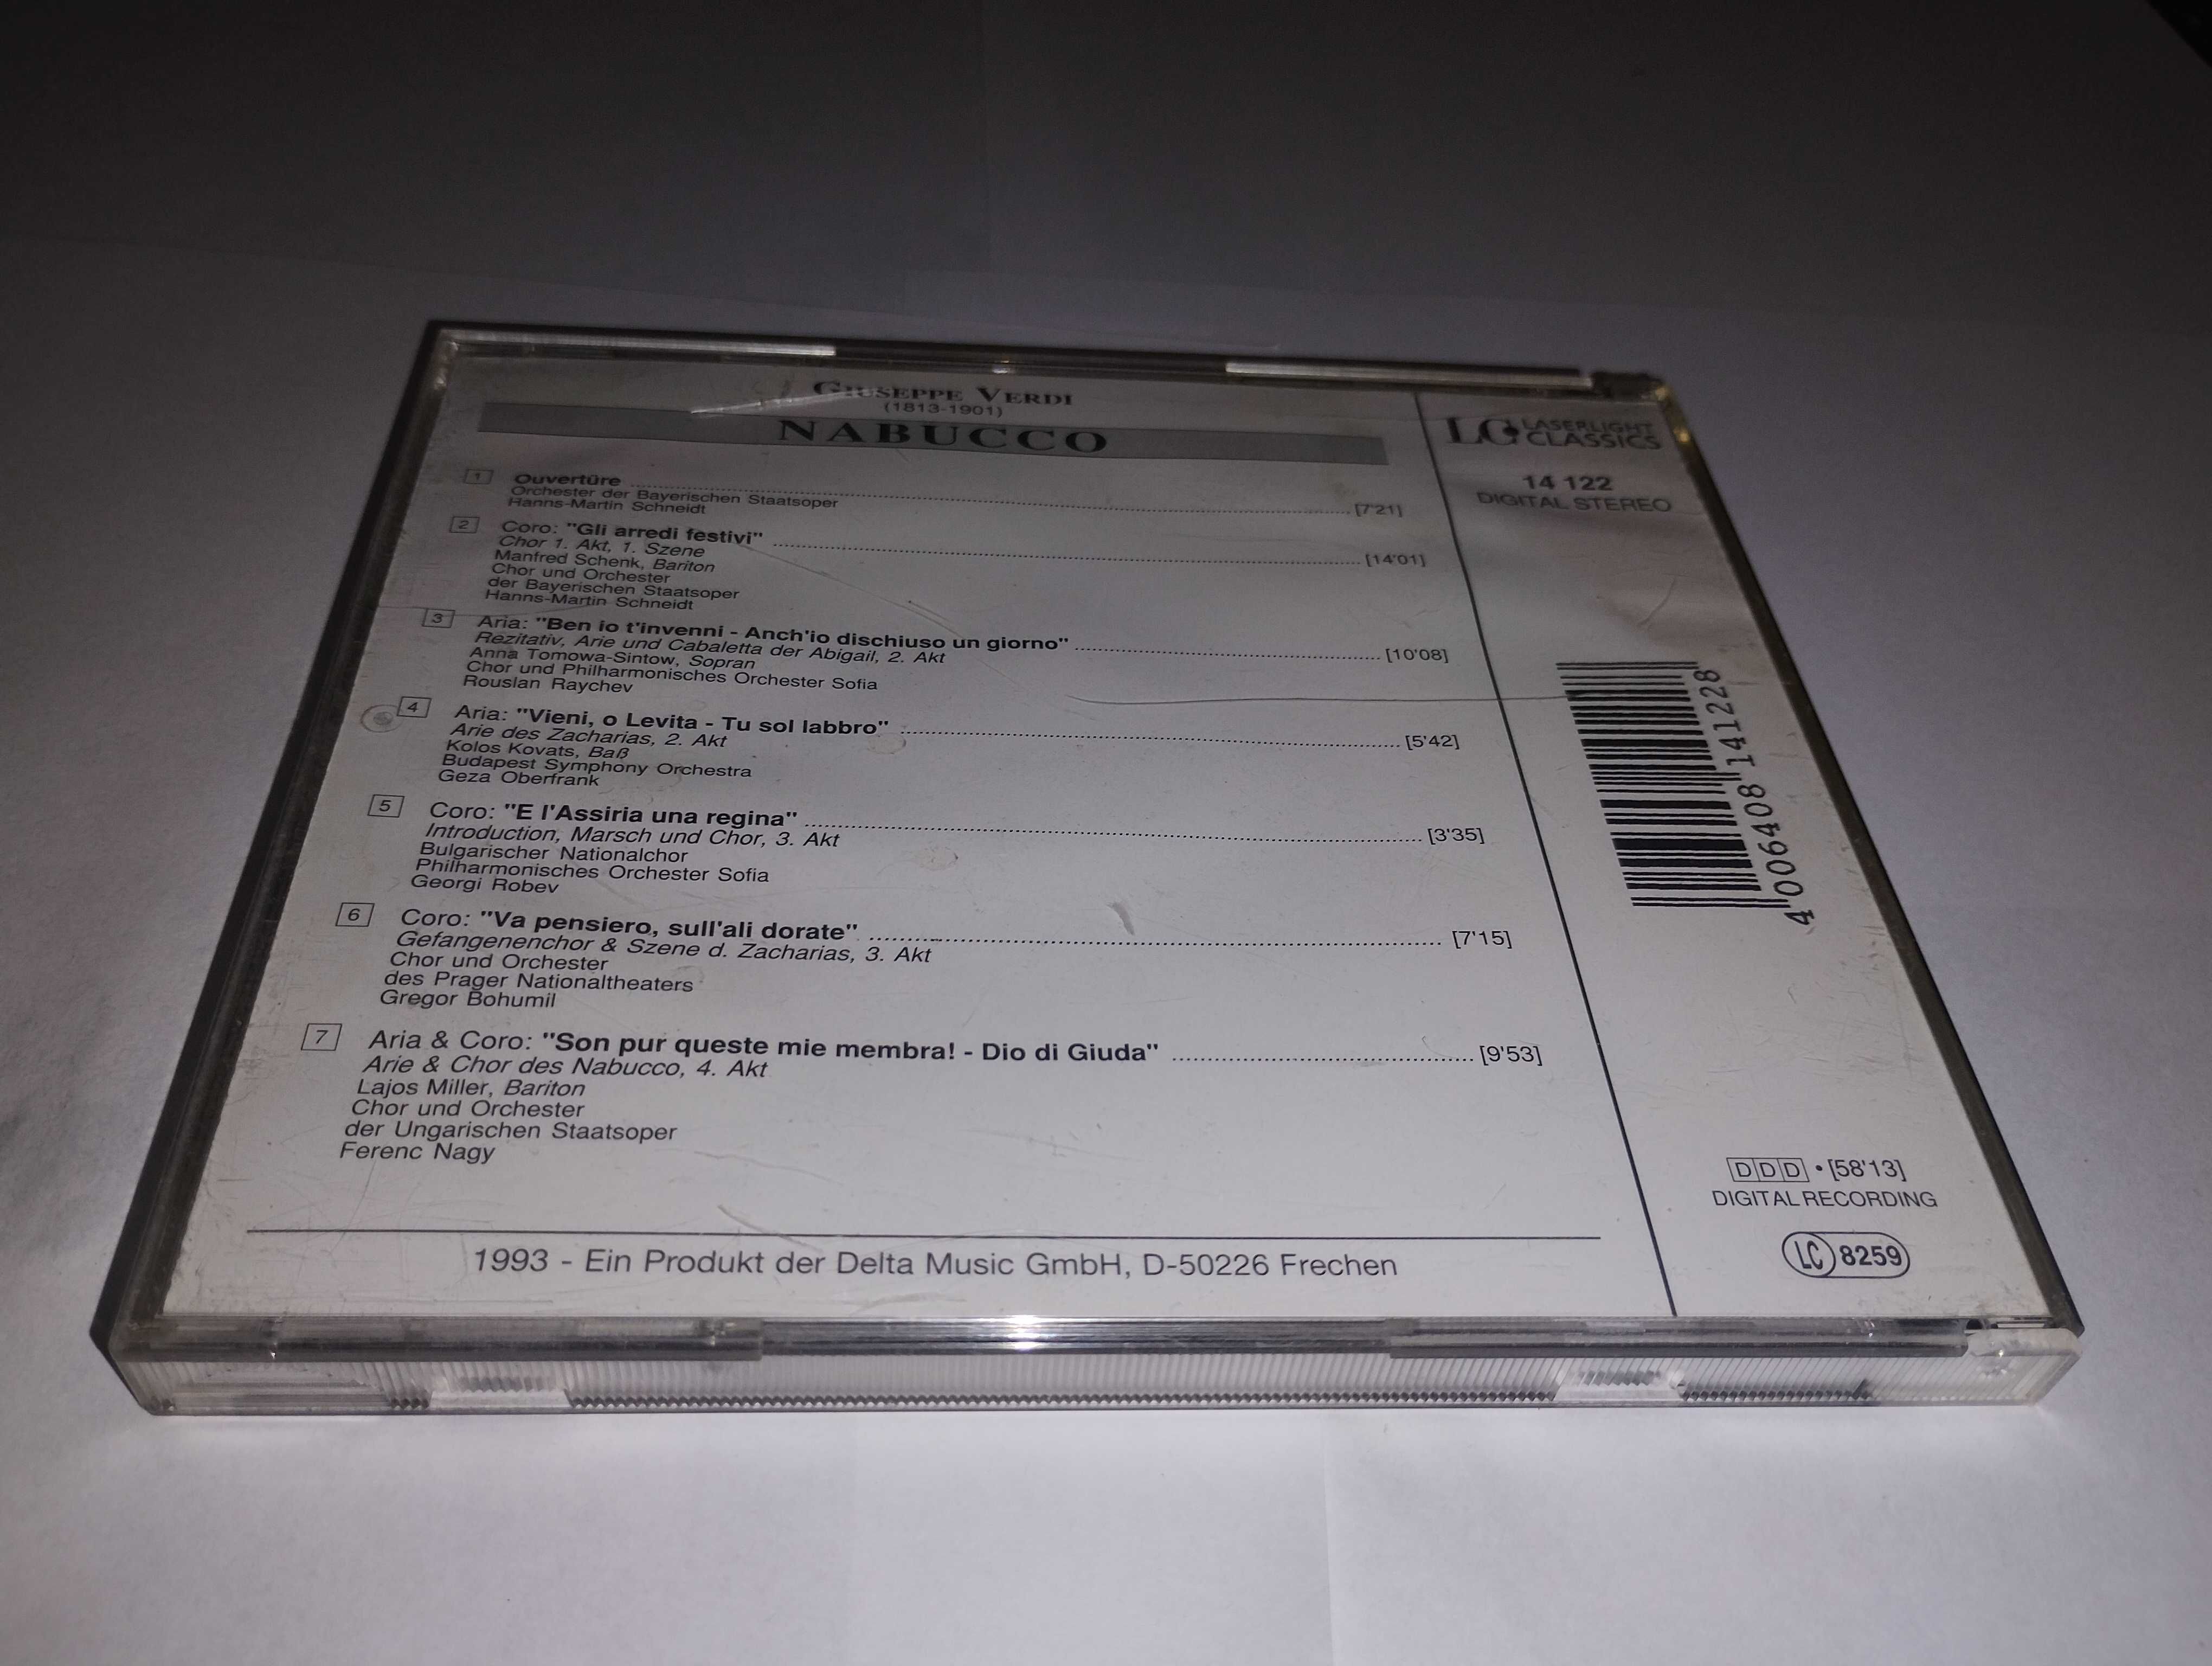 GIUSEPPE VERDI
(1813-1901)
NABUCCO
1 Ouvertüre [7'21]
Orchester der Bayerischen Staatsoper
Hanns-Martin Schneidt
2 Coro: "Gli arredi festivi" [14'01]
Chor 1. Akt, 1. Szene
Manfred Schenk, Bariton
Chor und Orchester
der Bayerischen Staatsoper
Hanns-Martin Schneidt
3 Aria: "Ben io t'invenni - Anch'io dischiuso un giorno" [10'08]
Rezitativ, Arie und Cabaletta der Abigail, 2. Akt
Anna Tomowa-Sintow, Sopran
Chor und Philharmonisches Orchester Sofia
Rouslan Raychev
4 Aria: "Vieni, o Levita - Tu sol labbro" [5'42]
Arie des Zacharias, 2. Akt
Kolos Kovats, Baß
Budapest Symphony Orchestra
Geza Oberfrank
5 Coro: "E l'Assiria una regina" [3'35]
Introduction, Marsch und Chor, 3. Akt
Bulgarischer Nationalchor
Philharmonisches Orchester Sofia
Georgi Robev
6 Coro: "Va pensiero, sull'ali dorate" [7'15]
Gefangenenchor & Szene d. Zacharias, 3. Akt
Chor und Orchester
des Prager Nationaltheaters
Gregor Bohumil
7 Aria & Coro: "Son pur queste mie membra! - Dio di Giuda" [9'53]
Arie & Chor des Nabucco, 4. Akt
Lajos Miller, Bariton
Chor und Orchester
der Ungarischen Staatsoper
Ferenc Nagy
1993 - Ein Produkt der Delta Music GmbH, D-50226 Frechen
LC LASERLIGHT
CLASSICS
14 122
DIGITAL STEREO
4 006408 141228
DDD • [58'13]
DIGITAL RECORDING
LC 8259